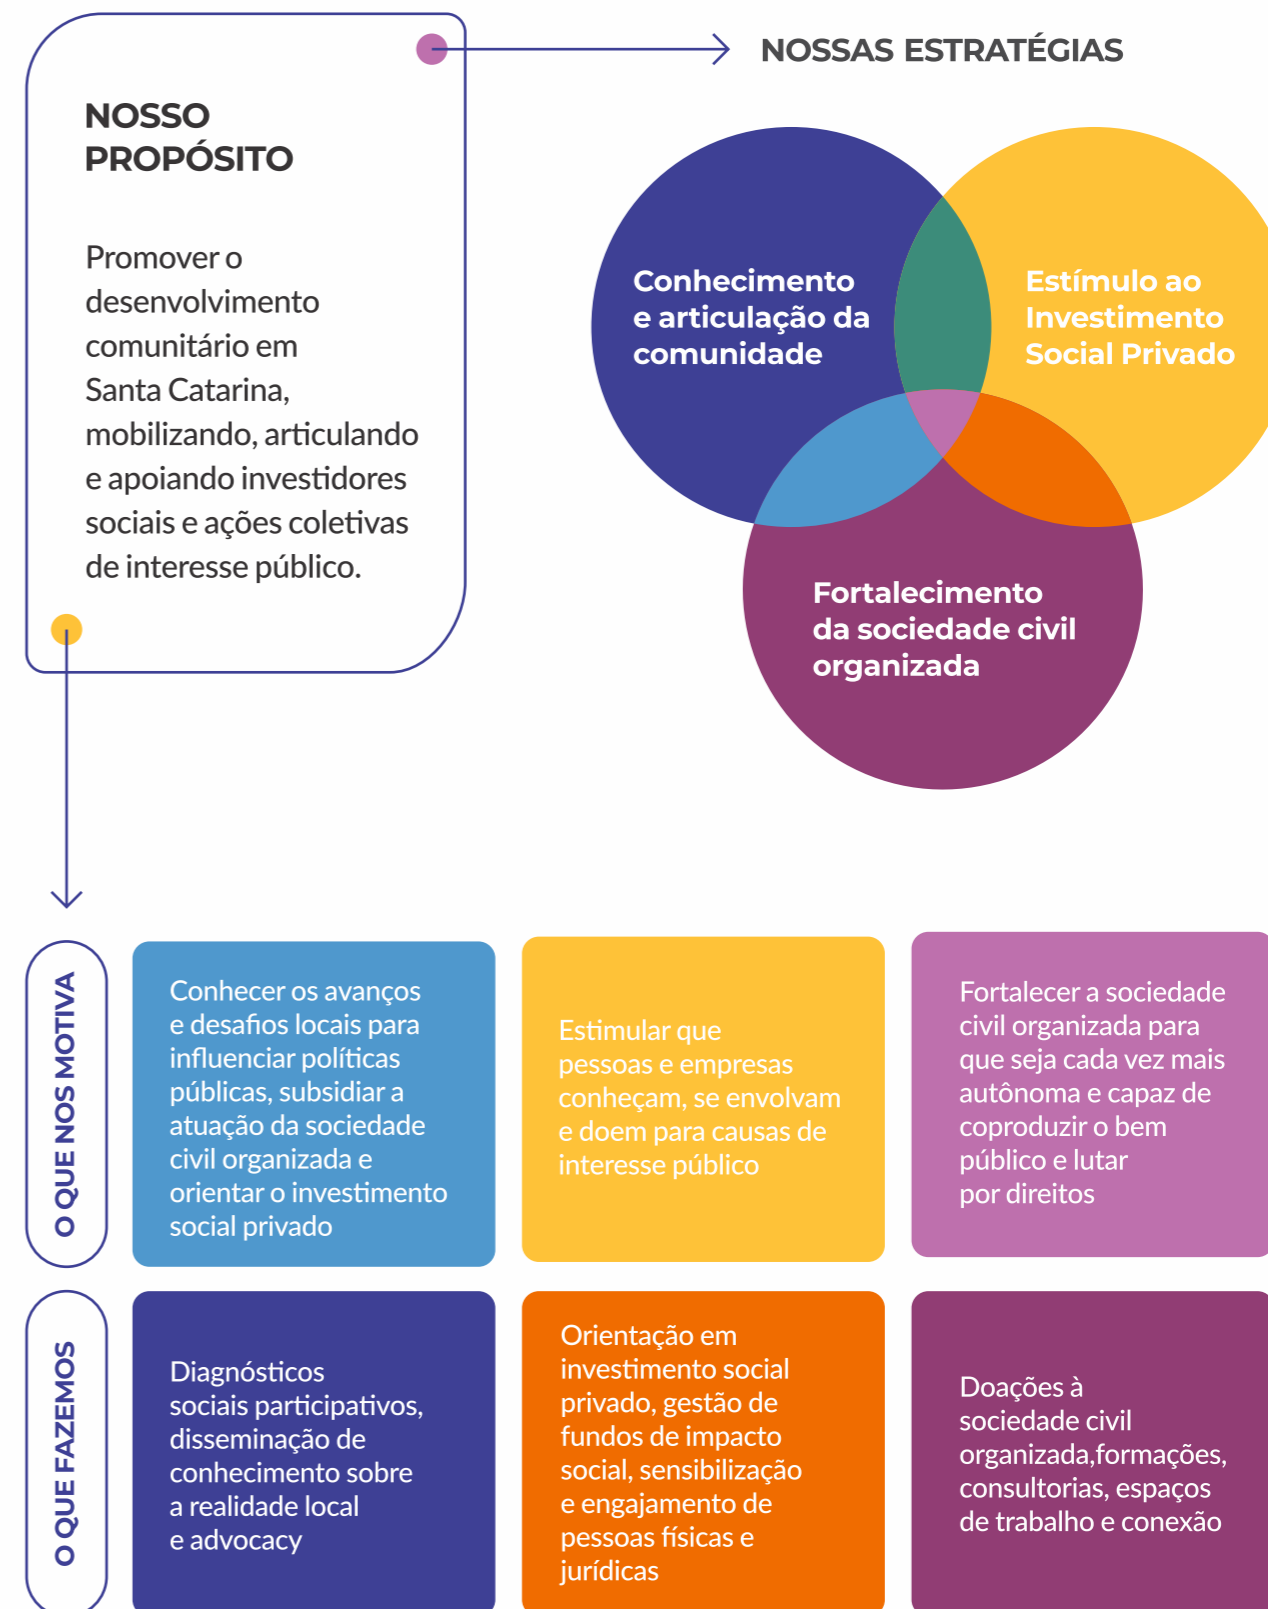 NOSSO
PROPÓSITO
Promover o
desenvolvimento
comunitário em
Santa Catarina,
mobilizando, articulando
e apoiando investidores
sociais e ações coletivas
de interesse público.
NOSSAS ESTRATÉGIAS
Conhecimento
e articulação da
comunidade
Estímulo ao
Investimento
Social Privado
Fortalecimento
da sociedade civil
organizada
O QUE NOS MOTIVA
Conhecer os avanços
e desafios locais para
influenciar políticas
públicas, subsidiar a
atuação da sociedade
civil organizada e
orientar o investimento
social privado
Estimular que
pessoas e empresas
conheçam, se envolvam
e doem para causas de
interesse público
Fortalecer a sociedade
civil organizada para
que seja cada vez mais
autônoma e capaz de
coproduzir o bem
público e lutar
por direitos
O QUE FAZEMOS
Diagnósticos
sociais participativos,
disseminação de
conhecimento sobre
a realidade local
e advocacy
Orientação em
investimento social
privado, gestão de
fundos de impacto
social, sensibilização
e engajamento de
pessoas físicas e
jurídicas
Doações à
sociedade civil
organizada,formações,
consultorias, espaços
de trabalho e conexão